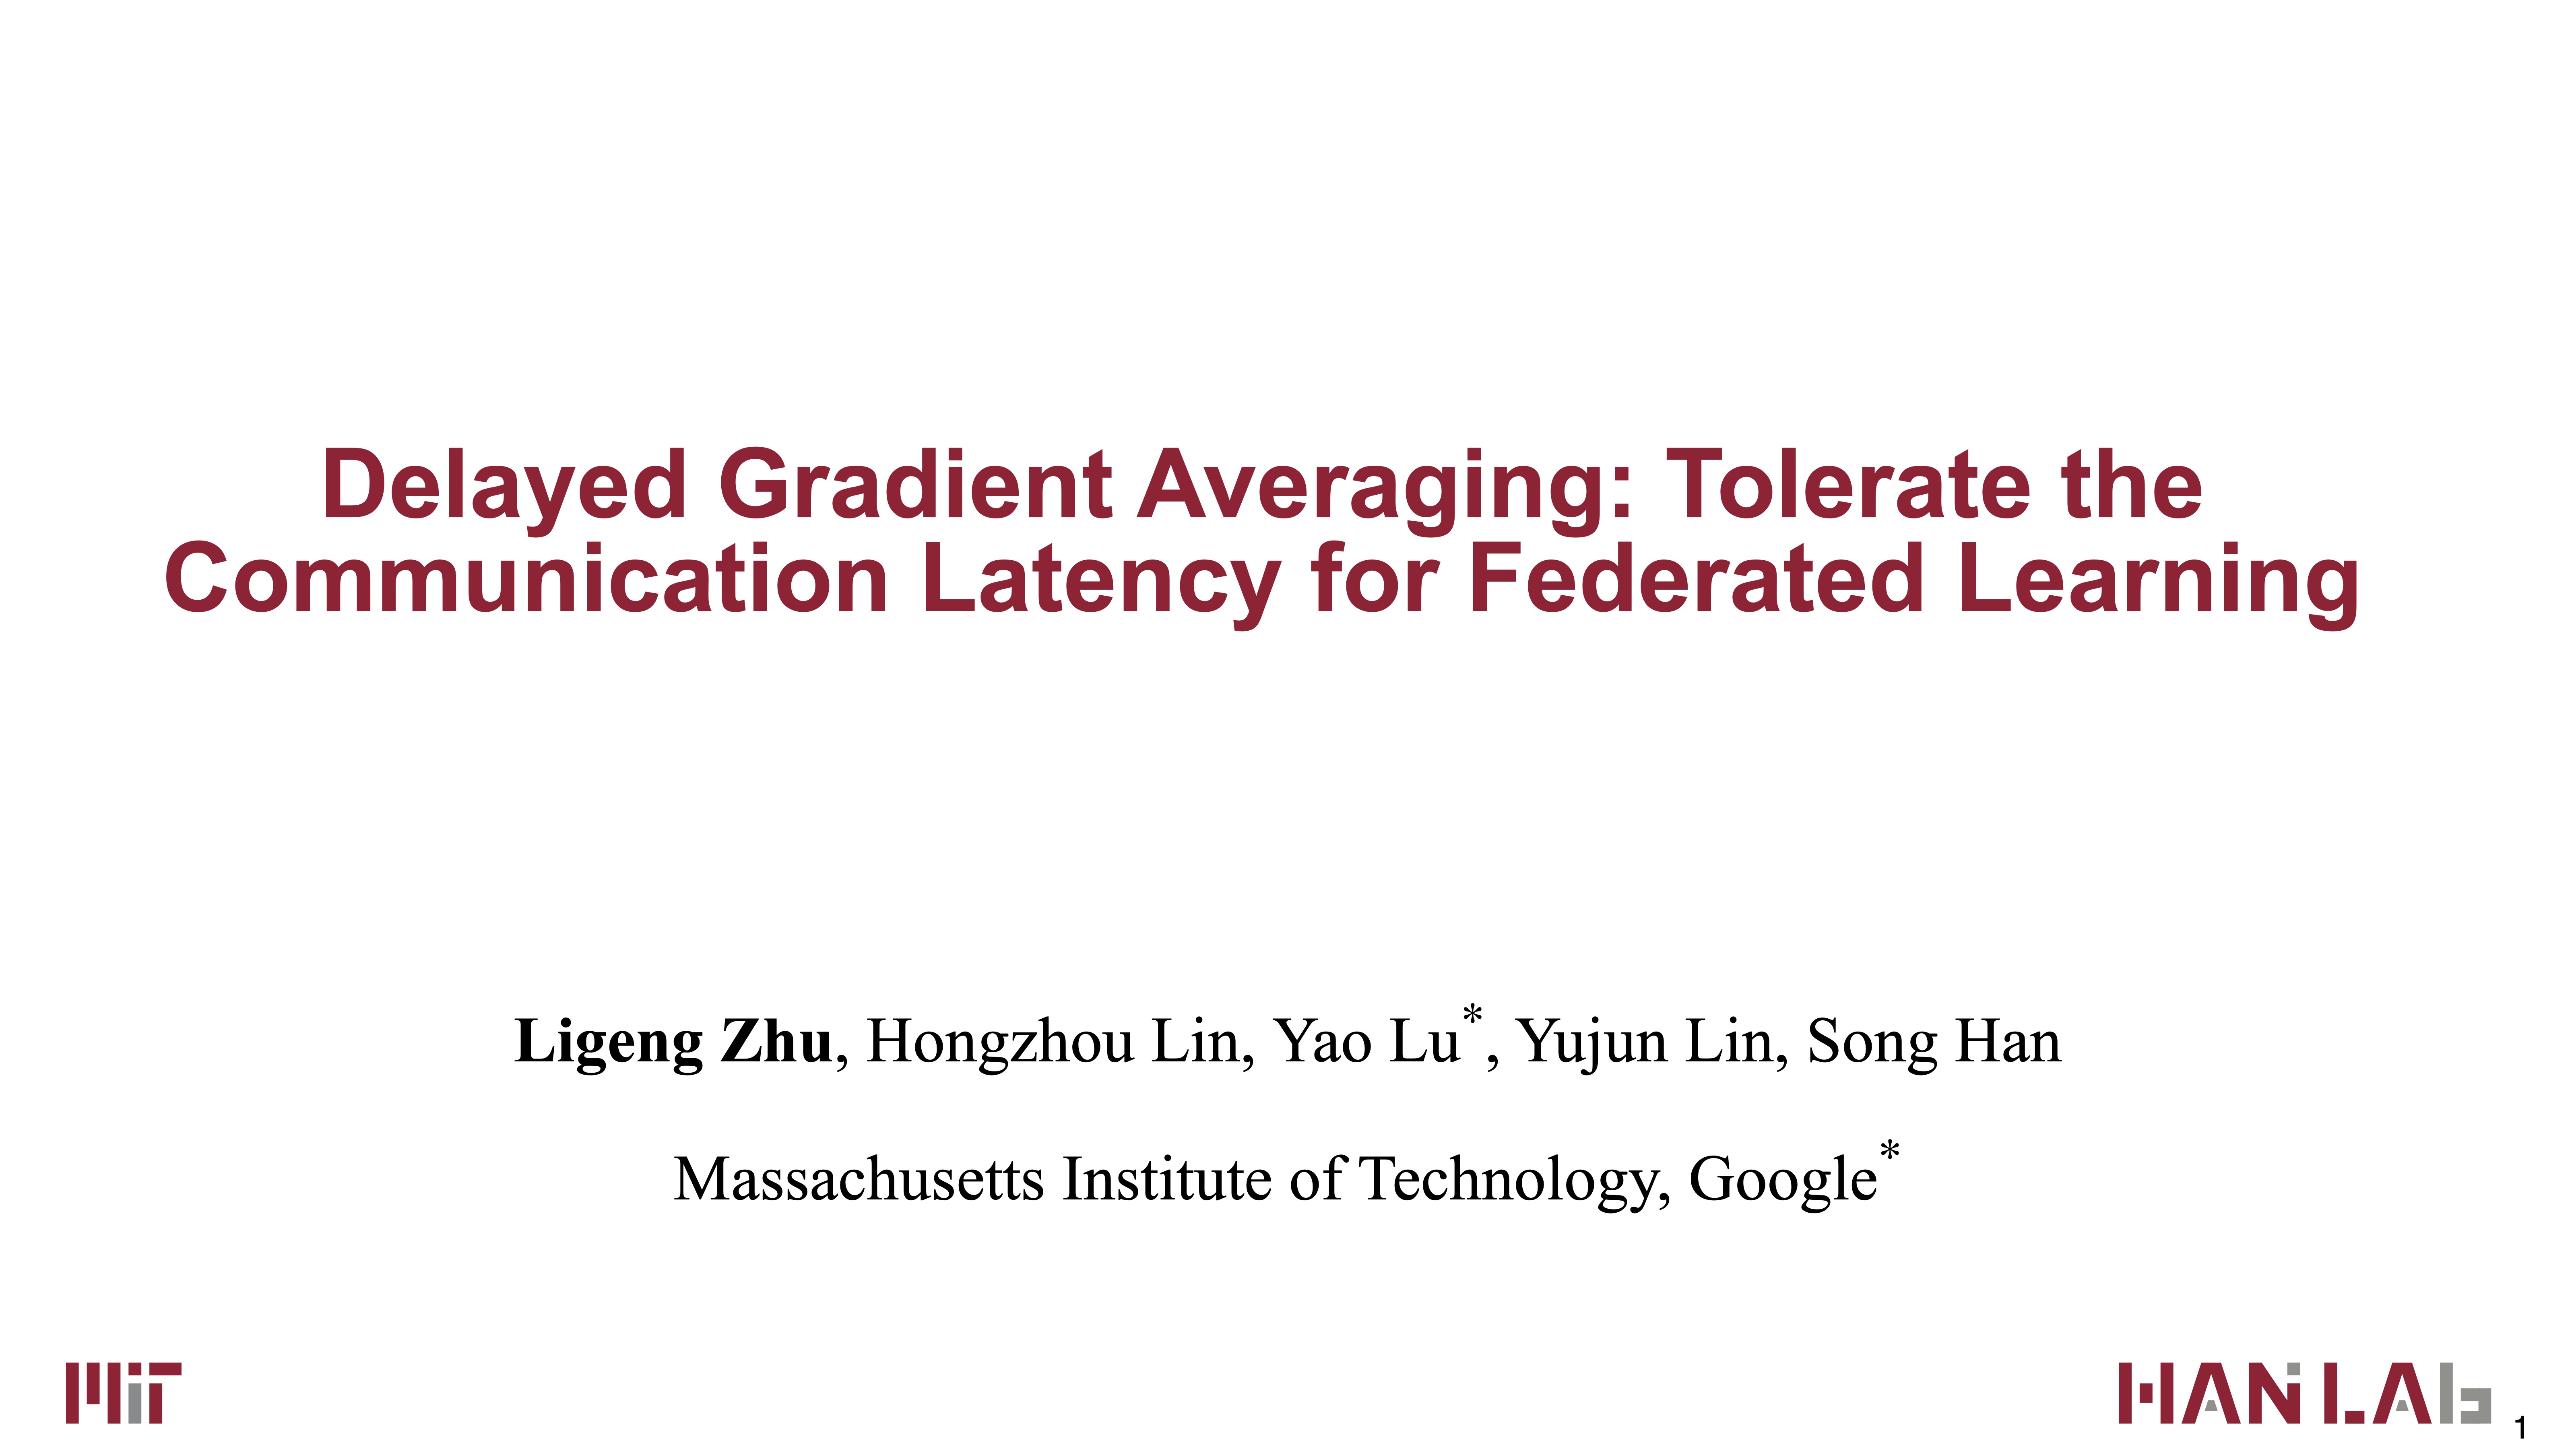 Delayed Gradient Averaging: Tolerate the
Communication Latency for Federated Learning
Ligeng Zhu, Hongzhou Lin, Yao Lu*, Yujun Lin, Song Han
Massachusetts Institute of Technology, Google*
MiT
HAN LAb
1